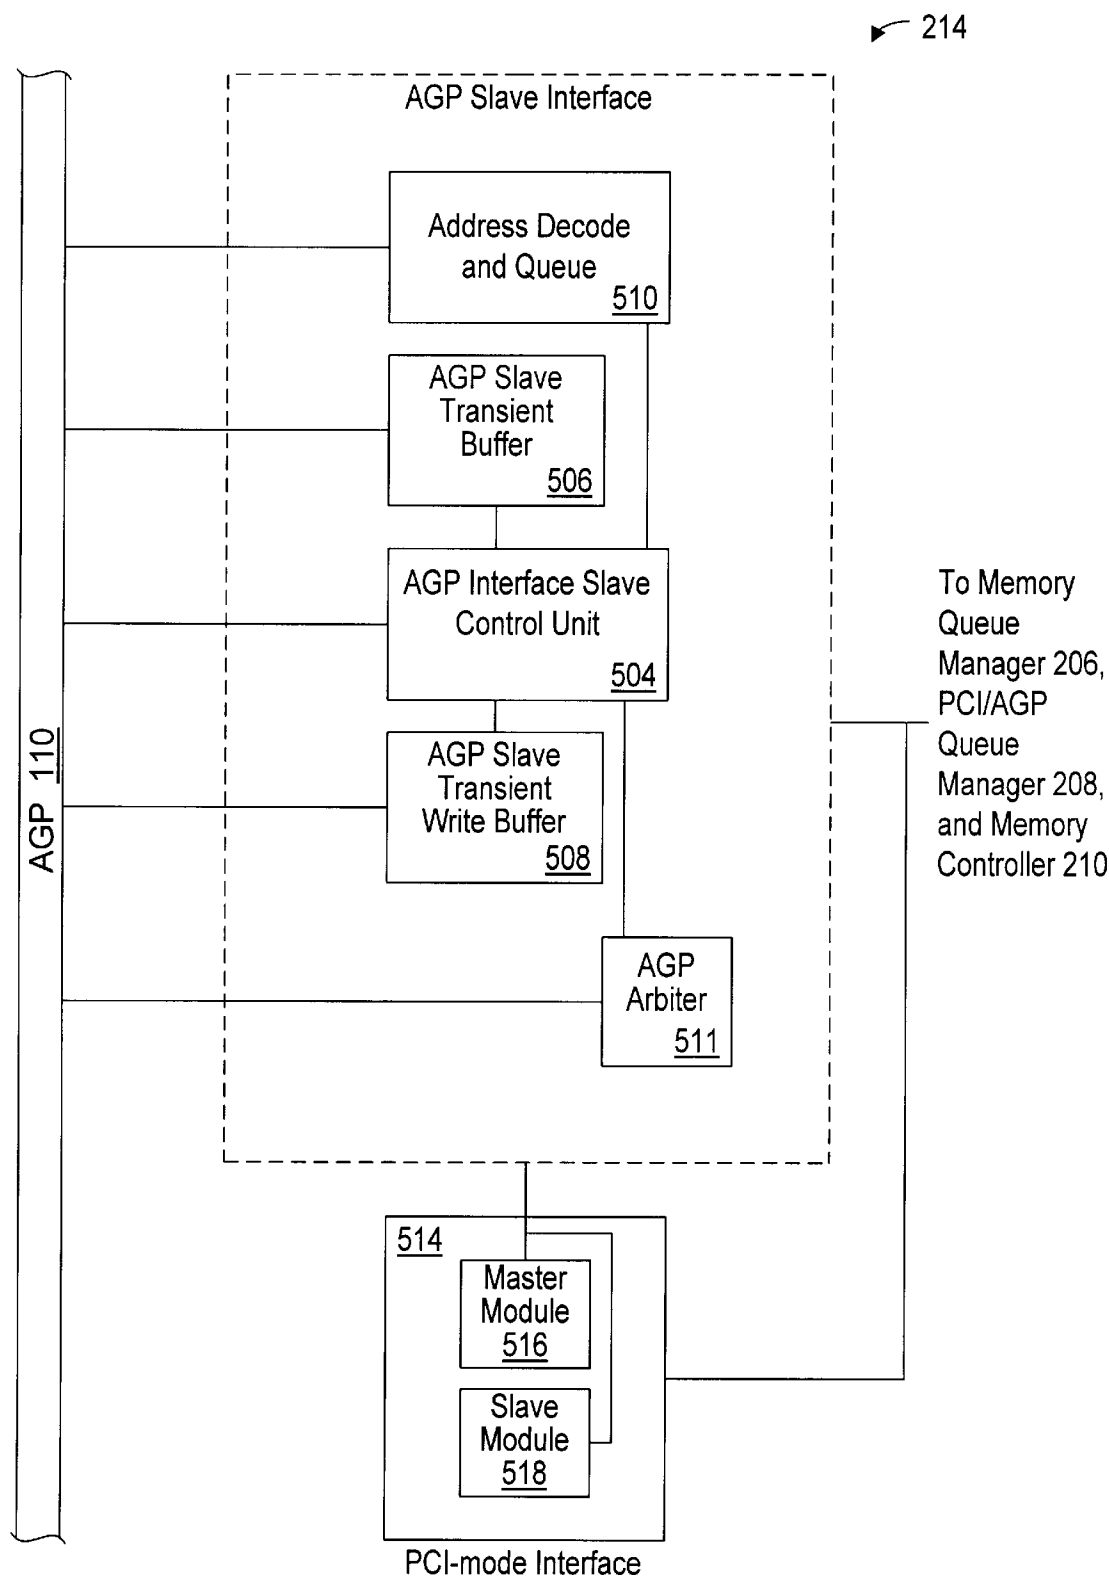 214
AGP Slave Interface
Address Decode
and Queue
510
AGP Slave
Transient
Buffer
506
AGP Interface Slave
Control Unit
504
AGP Slave
Transient
Write Buffer
508
AGP
Arbiter
511
AGP 110
To Memory
Queue
Manager 206,
PCI/AGP
Queue
Manager 208,
and Memory
Controller 210
514
Master
Module
516
Slave
Module
518
PCI-mode Interface